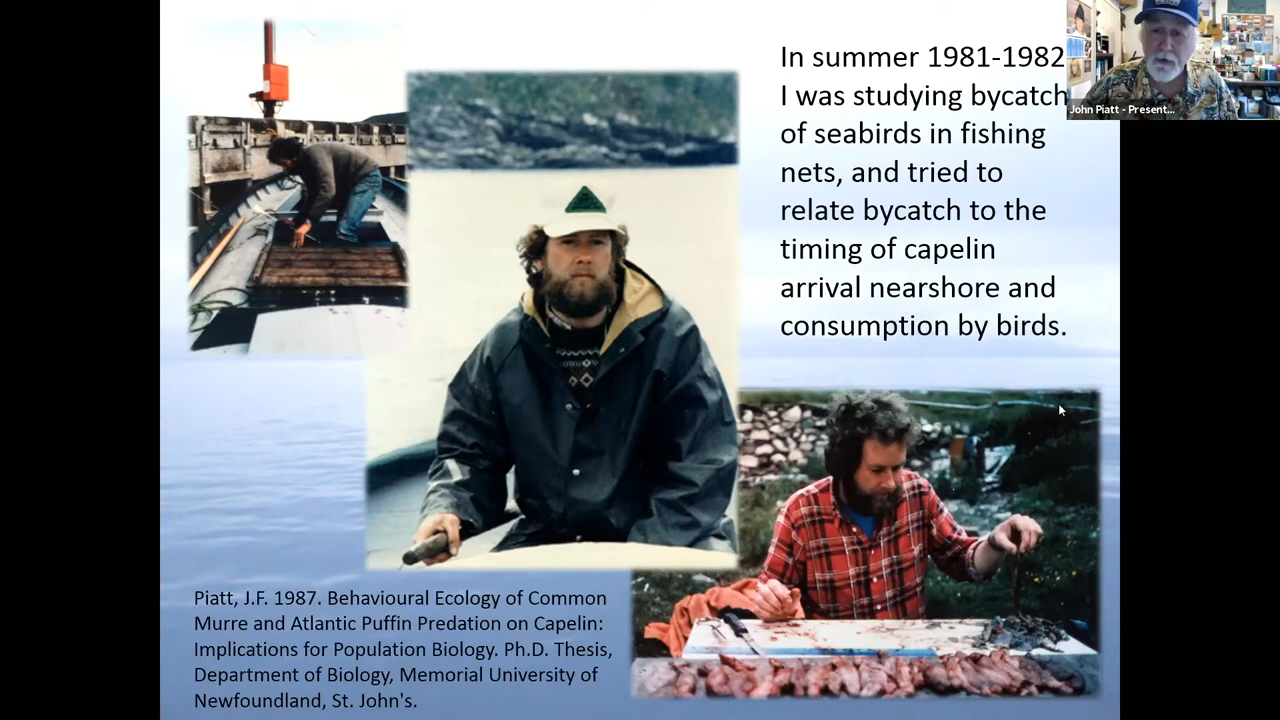 In summer 1981-1982
I was studying bycatch
of seabirds in fishing
nets, and tried to
relate bycatch to the
timing of capelin
arrival nearshore and
consumption by birds.
John Piatt - Present...
Piatt, J.F. 1987. Behavioural Ecology of Common
Murre and Atlantic Puffin Predation on Capelin:
Implications for Population Biology. Ph.D. Thesis,
Department of Biology, Memorial University of
Newfoundland, St. John's.